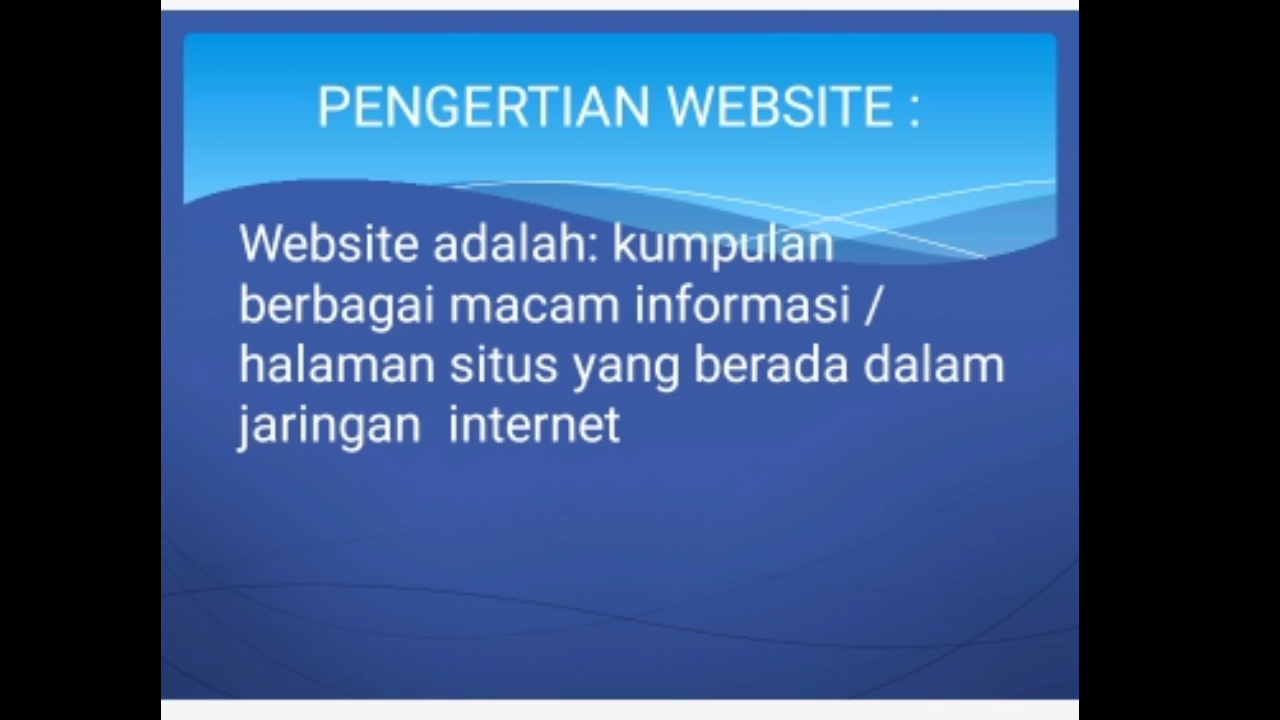 PENGERTIAN WEBSITE :
Website adalah: kumpulan
berbagai macam informasi /
halaman situs yang berada dalam
jaringan  internet